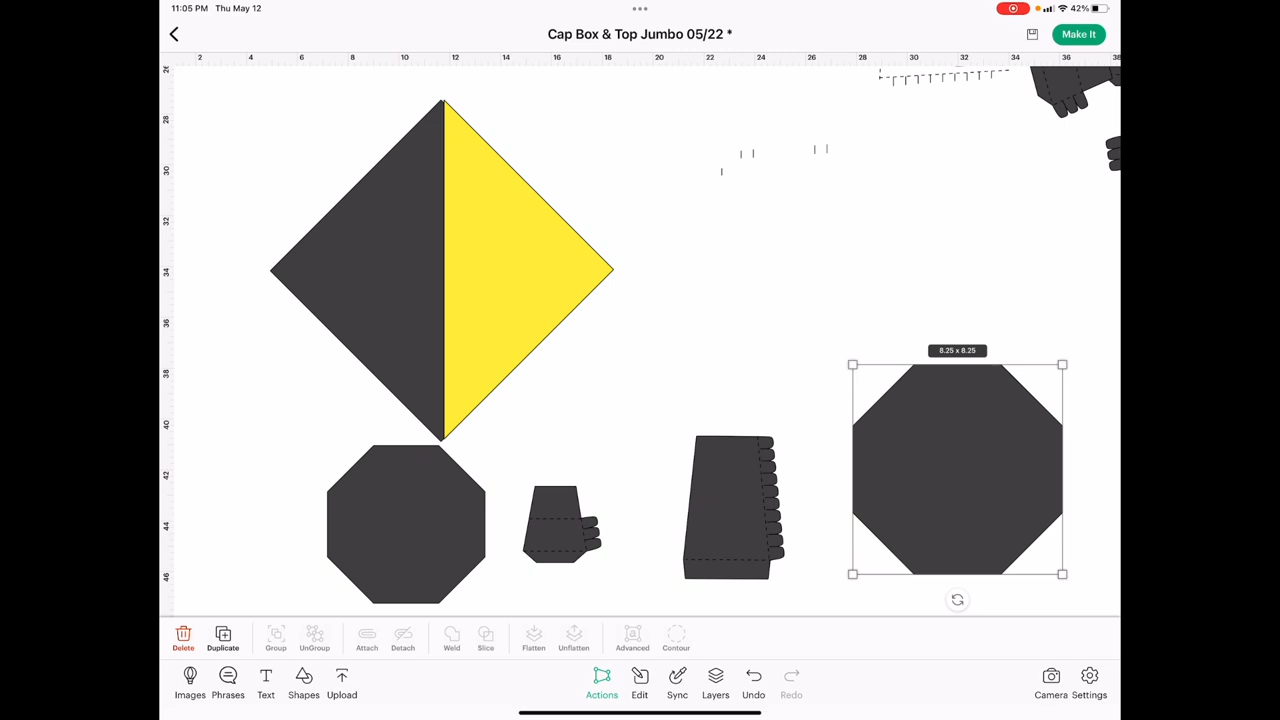 11:05 PM Thu May 12
42%
Cap Box & Top Jumbo 05/22 *
Make It
2 4 6 8 10 12 14 16 18 20 22 24 26 28 30 32 34 36 38
26
28
30
32
34
36
38
40
42
44
46
8.25 x 8.25
Delete Duplicate Group UnGroup Attach Detach Weld Slice Flatten Unflatten Advanced Contour
Images Phrases Text Shapes Upload Actions Edit Sync Layers Undo Redo Camera Settings